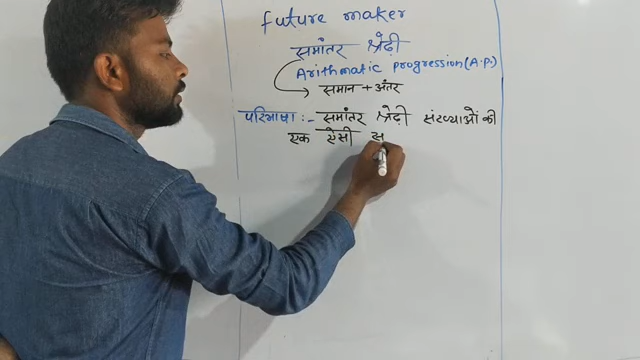 future maker
समांतर श्रेढ़ी
Arithmatic progression (A.P.)
समान + अंतर
परिभाषा :- समांतर श्रेढ़ी संख्याओं की
एक ऐसी स